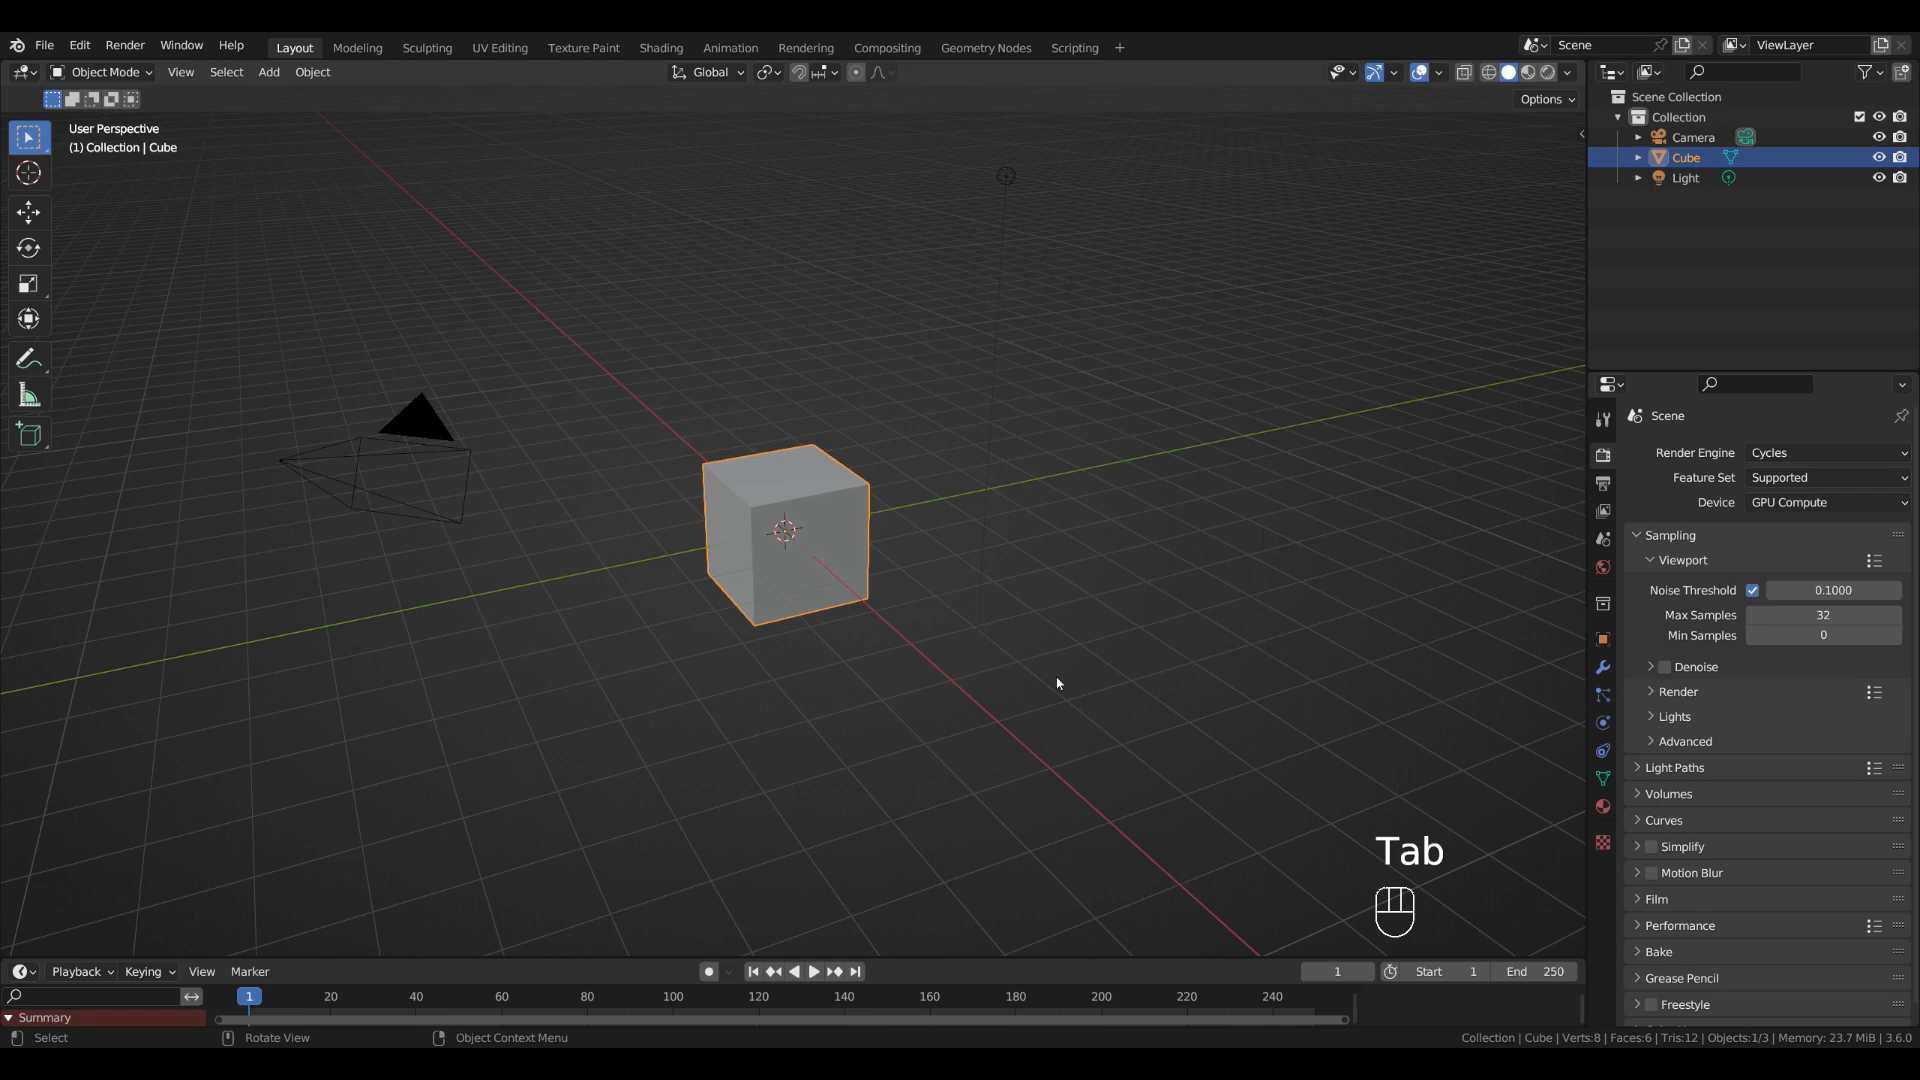 File Edit Render Window Help Layout Modeling Sculpting UV Editing Texture Paint Shading Animation Rendering Compositing Geometry Nodes Scripting + Scene ViewLayer
Object Mode View Select Add Object Global
Options
User Perspective
(1) Collection | Cube
Scene Collection
Collection
Camera
Cube
Light
Scene
Render Engine Cycles
Feature Set Supported
Device GPU Compute
Sampling
Viewport
Noise Threshold 0.1000
Max Samples 32
Min Samples 0
Denoise
Render
Lights
Advanced
Light Paths
Volumes
Curves
Simplify
Motion Blur
Film
Performance
Bake
Grease Pencil
Freestyle
Tab
Playback Keying View Marker 1 Start 1 End 250
1 20 40 60 80 100 120 140 160 180 200 220 240
Summary
Select Rotate View Object Context Menu Collection | Cube | Verts:8 | Faces:6 | Tris:12 | Objects:1/3 | Memory: 23.7 MiB | 3.6.0